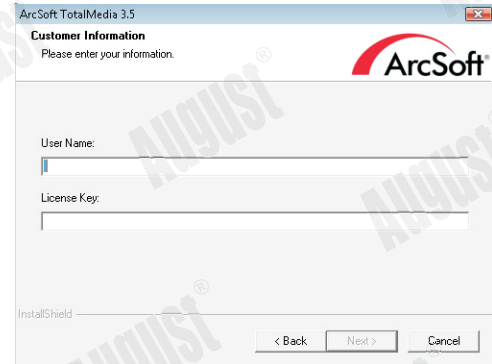 ArcSoft TotalMedia 3.5
Customer Information
Please enter your information.
ArcSoft®
August®
User Name:
August
License Key:
InstallShield
August®
< Back
Next >
Cancel